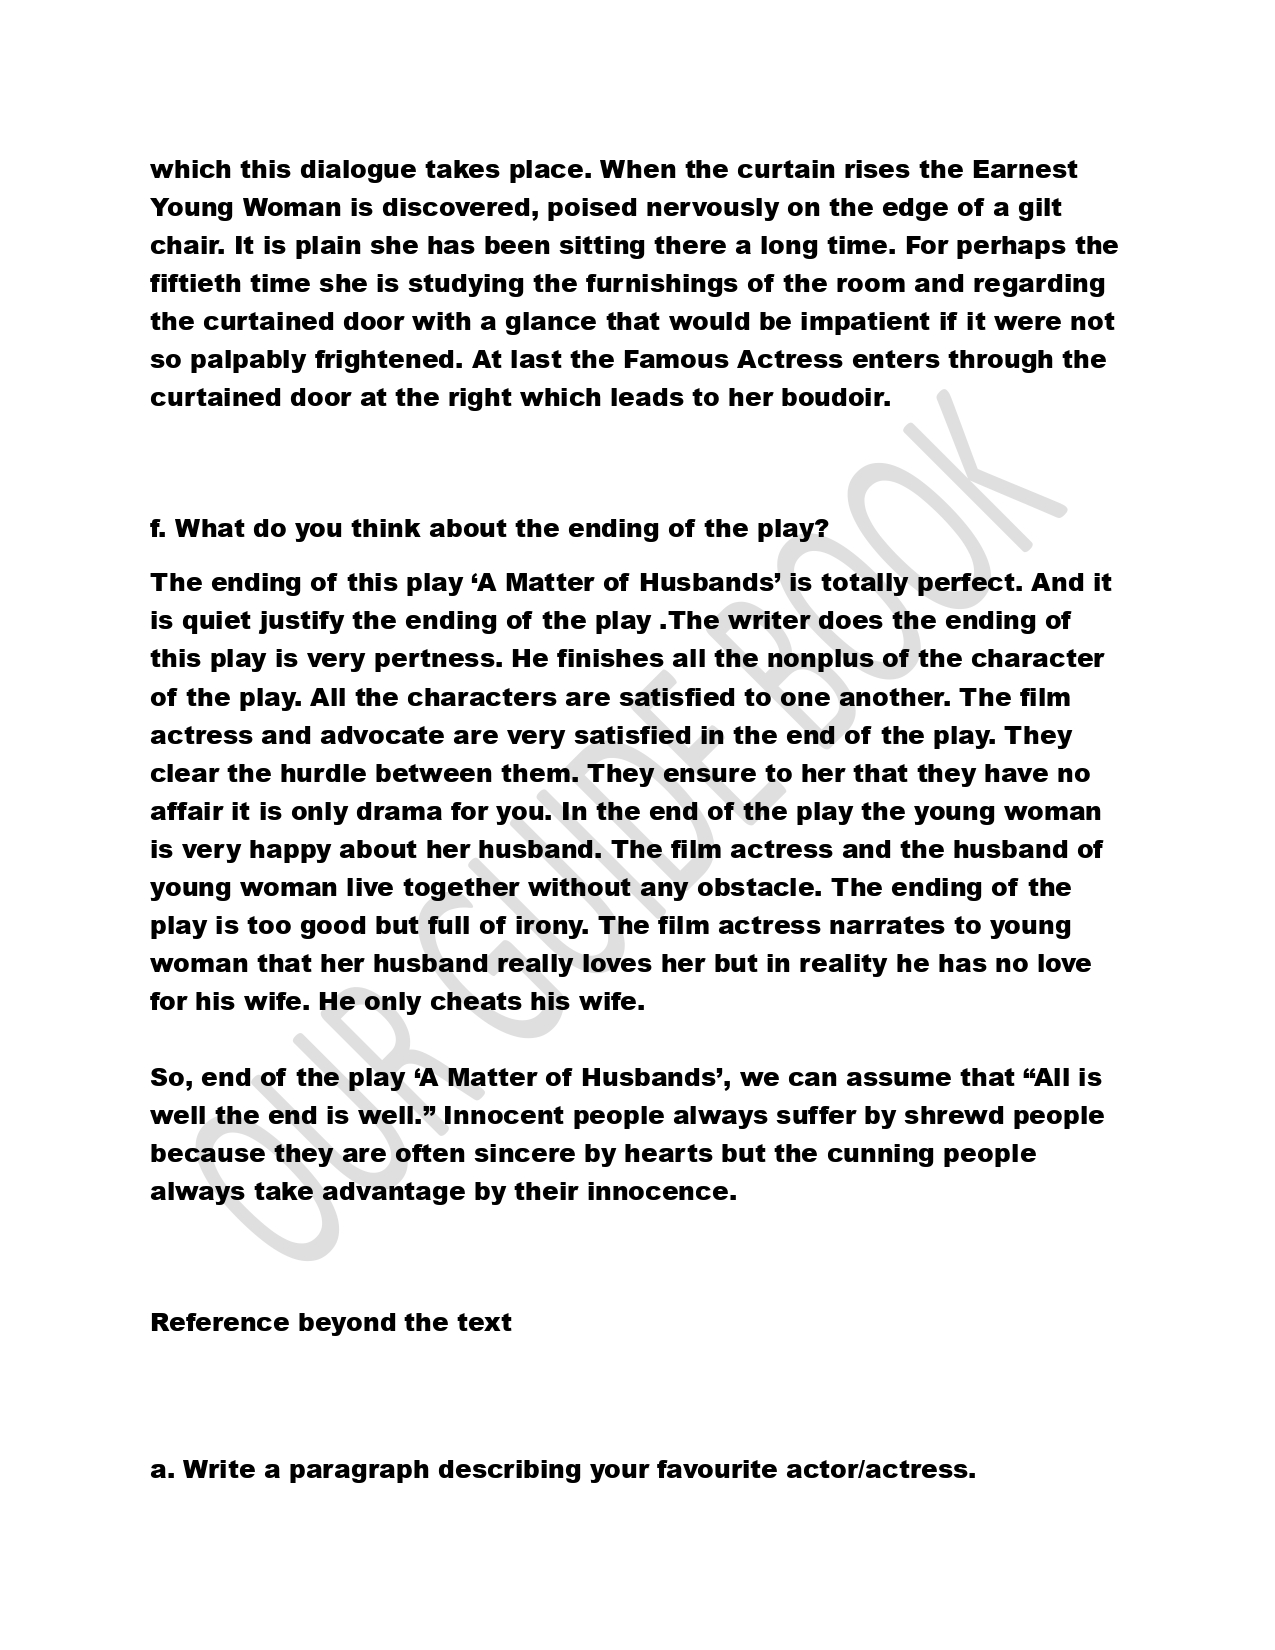 which this dialogue takes place. When the curtain rises the Earnest
Young Woman is discovered, poised nervously on the edge of a gilt
chair. It is plain she has been sitting there a long time. For perhaps the
fiftieth time she is studying the furnishings of the room and regarding
the curtained door with a glance that would be impatient if it were not
so palpably frightened. At last the Famous Actress enters through the
curtained door at the right which leads to her boudoir.
f. What do you think about the ending of the play?
The ending of this play ‘A Matter of Husbands’ is totally perfect. And it
is quiet justify the ending of the play .The writer does the ending of
this play is very pertness. He finishes all the nonplus of the character
of the play. All the characters are satisfied to one another. The film
actress and advocate are very satisfied in the end of the play. They
clear the hurdle between them. They ensure to her that they have no
affair it is only drama for you. In the end of the play the young woman
is very happy about her husband. The film actress and the husband of
young woman live together without any obstacle. The ending of the
play is too good but full of irony. The film actress narrates to young
woman that her husband really loves her but in reality he has no love
for his wife. He only cheats his wife.
So, end of the play ‘A Matter of Husbands’, we can assume that “All is
well the end is well.” Innocent people always suffer by shrewd people
because they are often sincere by hearts but the cunning people
always take advantage by their innocence.
Reference beyond the text
a. Write a paragraph describing your favourite actor/actress.
OUR GUIDE BOOK